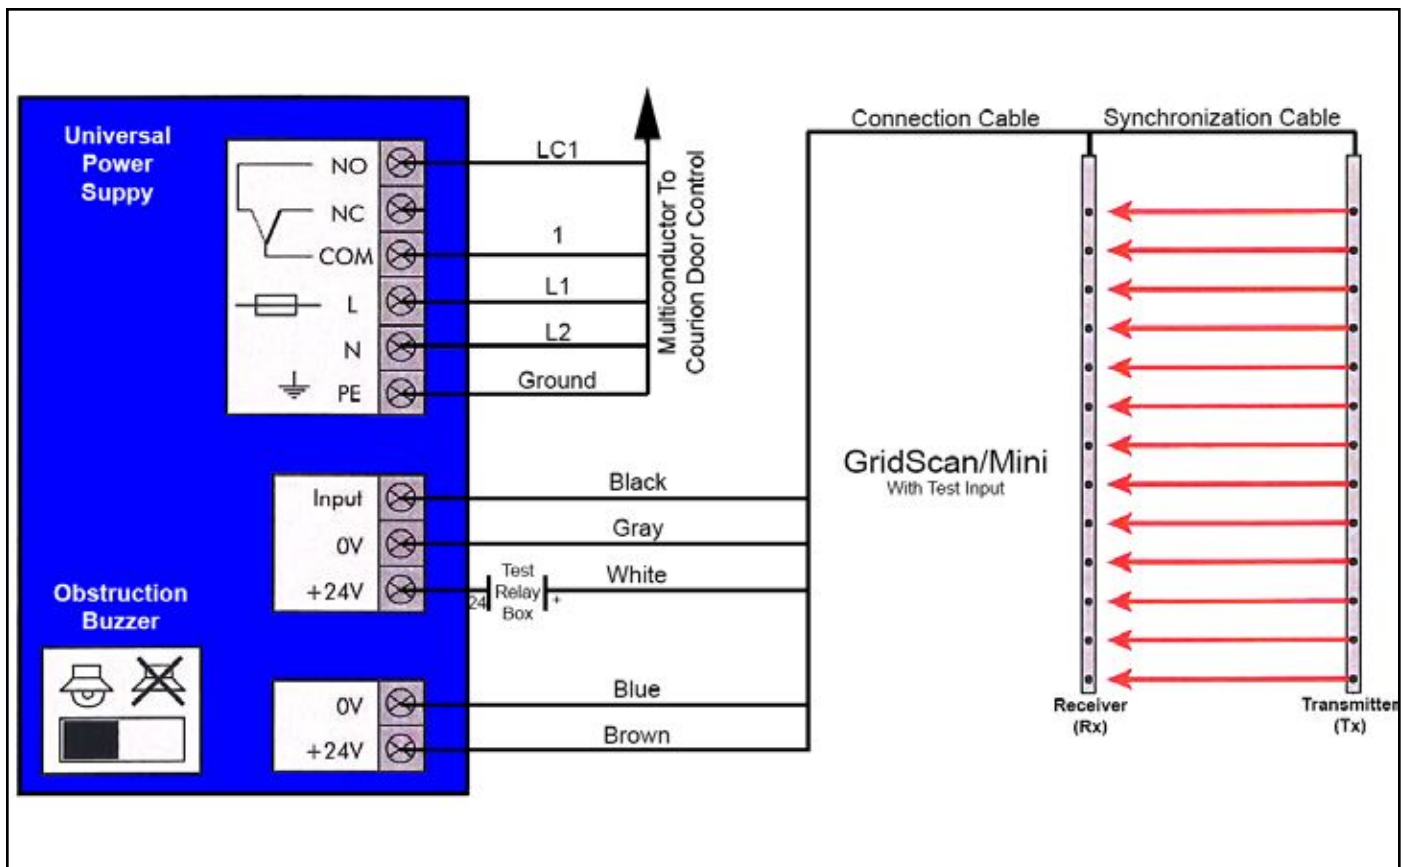 Universal
Power
Suppy
NO
NC
COM
L
N
PE
LC1
1
L1
L2
Ground
Multiconductor To
Courion Door Control
Connection Cable
Synchronization Cable
Input
0V
+24V
Black
Gray
White
24
Test
Relay
Box
+
GridScan/Mini
With Test Input
Obstruction
Buzzer
0V
+24V
Blue
Brown
Receiver
(Rx)
Transmitter
(Tx)